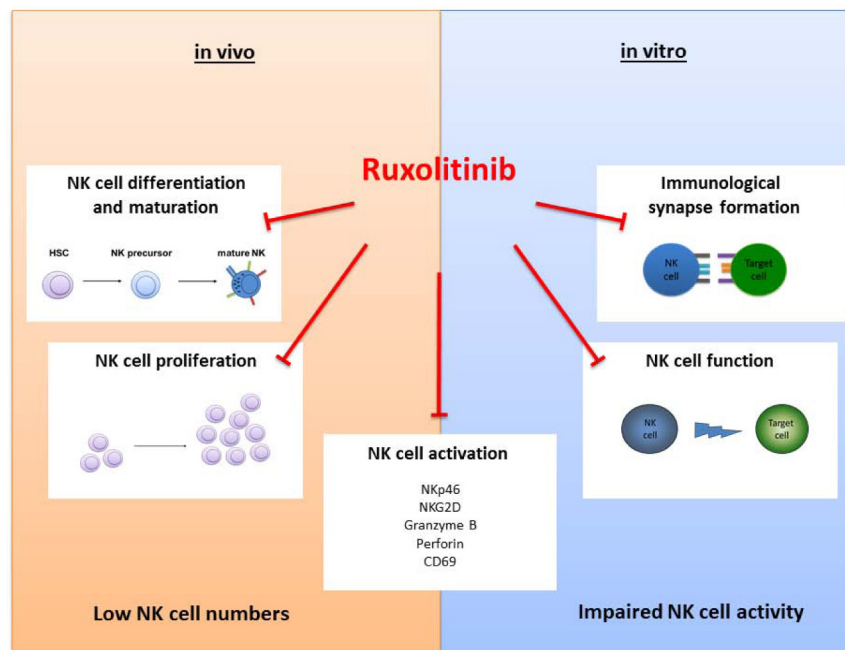 in vivo
in vitro
Ruxolitinib
NK cell differentiation
and maturation
HSC
NK precursor
mature NK
Immunological
synapse formation
NK
cell
Target
cell
NK cell proliferation
NK cell function
NK
cell
Target
cell
NK cell activation
NKp46
NKG2D
Granzyme B
Perforin
CD69
Low NK cell numbers
Impaired NK cell activity